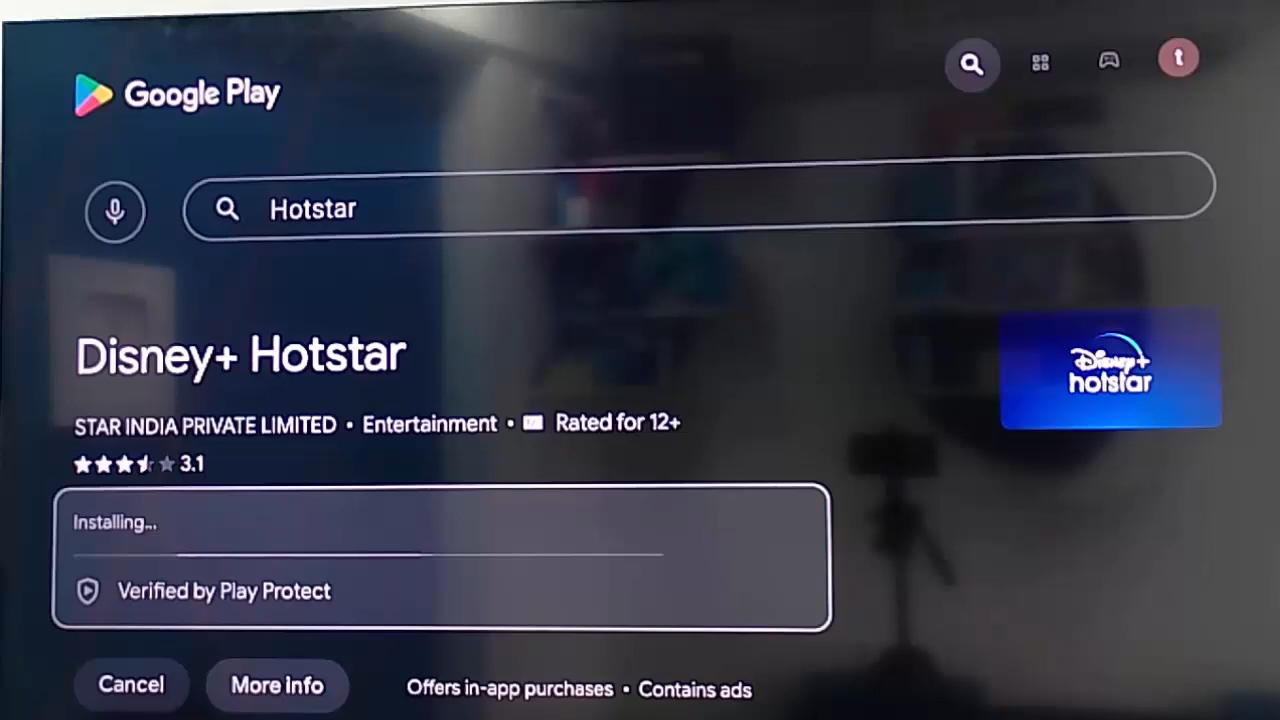 t
Google Play
Hotstar
Disney+ Hotstar
Disney+
hotstar
STAR INDIA PRIVATE LIMITED • Entertainment • Rated for 12+
3.1
Installing...
Verified by Play Protect
Cancel More info Offers in-app purchases • Contains ads